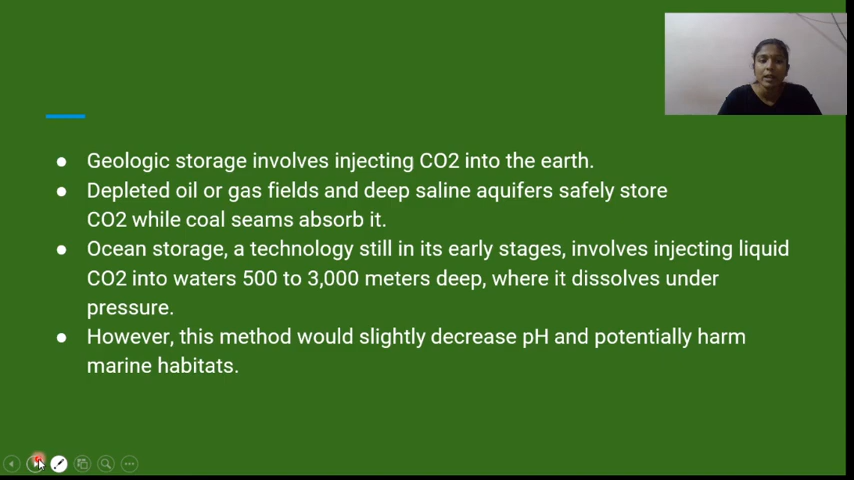 Geologic storage involves injecting CO2 into the earth.
Depleted oil or gas fields and deep saline aquifers safely store
CO2 while coal seams absorb it.
Ocean storage, a technology still in its early stages, involves injecting liquid
CO2 into waters 500 to 3,000 meters deep, where it dissolves under
pressure.
However, this method would slightly decrease pH and potentially harm
marine habitats.